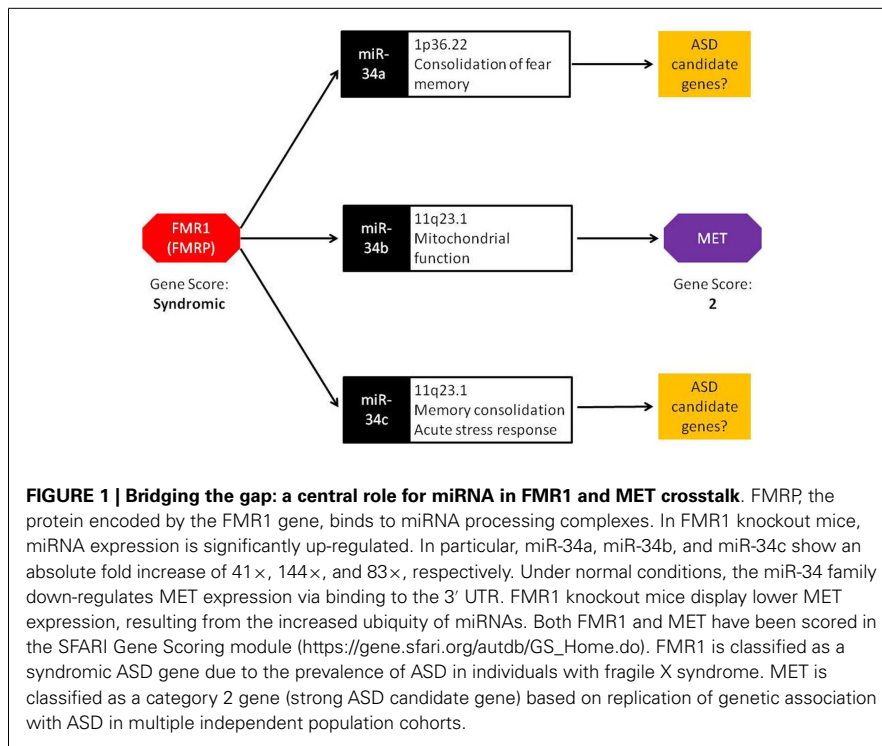 miR-
34a
1p36.22
Consolidation of fear
memory
ASD
candidate
genes?
FMR1
(FMRP)
Gene Score:
Syndromic
miR-
34b
11q23.1
Mitochondrial
function
MET
Gene Score:
2
miR-
34c
11q23.1
Memory consolidation
Acute stress response
ASD
candidate
genes?
FIGURE 1 | Bridging the gap: a central role for miRNA in FMR1 and MET crosstalk. FMRP, the
protein encoded by the FMR1 gene, binds to miRNA processing complexes. In FMR1 knockout mice,
miRNA expression is significantly up-regulated. In particular, miR-34a, miR-34b, and miR-34c show an
absolute fold increase of 41×, 144×, and 83×, respectively. Under normal conditions, the miR-34 family
down-regulates MET expression via binding to the 3′ UTR. FMR1 knockout mice display lower MET
expression, resulting from the increased ubiquity of miRNAs. Both FMR1 and MET have been scored in
the SFARI Gene Scoring module (https://gene.sfari.org/autdb/GS_Home.do). FMR1 is classified as a
syndromic ASD gene due to the prevalence of ASD in individuals with fragile X syndrome. MET is
classified as a category 2 gene (strong ASD candidate gene) based on replication of genetic association
with ASD in multiple independent population cohorts.